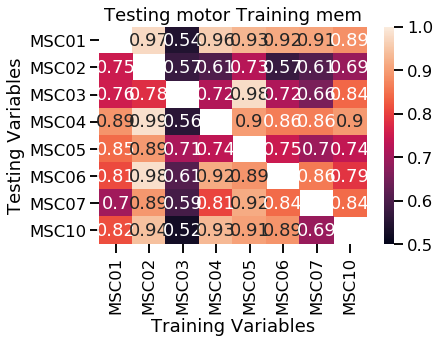 Testing motor Training mem
MSC01 0.97 0.54 0.96 0.93 0.92 0.91 0.89
MSC02 0.75 0.57 0.61 0.73 0.57 0.61 0.69
MSC03 0.76 0.78 0.72 0.98 0.72 0.66 0.84
MSC04 0.89 0.99 0.56 0.9 0.86 0.86 0.9
MSC05 0.85 0.89 0.71 0.74 0.75 0.7 0.74
MSC06 0.81 0.98 0.61 0.92 0.89 0.86 0.79
MSC07 0.7 0.89 0.59 0.81 0.92 0.84 0.84
MSC10 0.82 0.94 0.52 0.93 0.91 0.89 0.69
Testing Variables
MSC01 MSC02 MSC03 MSC04 MSC05 MSC06 MSC07 MSC10
Training Variables
1.0
0.9
0.8
0.7
0.6
0.5